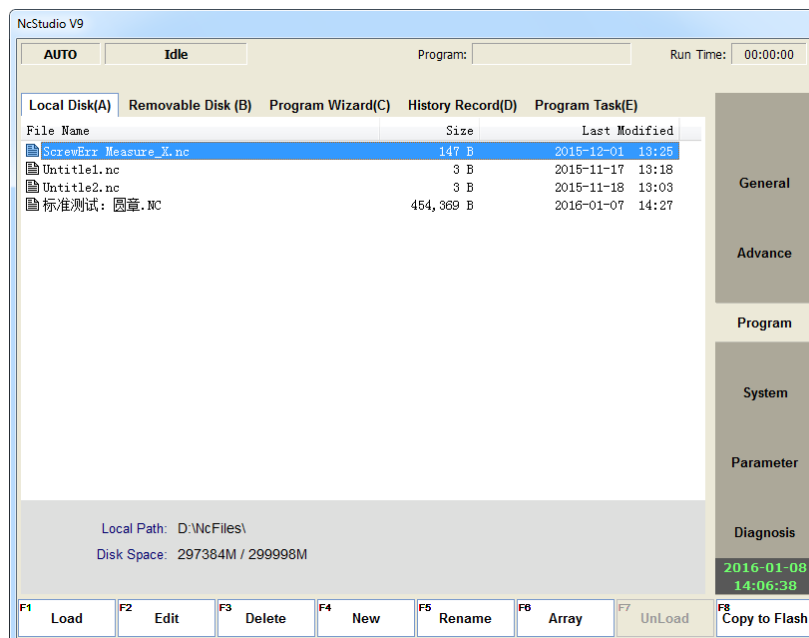 NcStudio V9
AUTO Idle Program: Run Time: 00:00:00
Local Disk(A) Removable Disk (B) Program Wizard(C) History Record(D) Program Task(E)
File Name Size Last Modified
ScrewErr Measure_X.nc 147 B 2015-12-01 13:25
Untitle1.nc 3 B 2015-11-17 13:18
Untitle2.nc 3 B 2015-11-18 13:03
标准测试：圆章.NC 454,369 B 2016-01-07 14:27
General
Advance
Program
System
Parameter
Diagnosis
Local Path: D:\NcFiles\
Disk Space: 297384M / 299998M
2016-01-08
14:06:38
F1 Load F2 Edit F3 Delete F4 New F5 Rename F6 Array F7 UnLoad F8 Copy to Flash